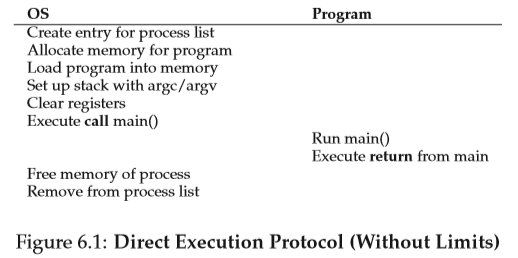 OS Program
Create entry for process list
Allocate memory for program
Load program into memory
Set up stack with argc/argv
Clear registers
Execute call main()
Run main()
Execute return from main
Free memory of process
Remove from process list
Figure 6.1: Direct Execution Protocol (Without Limits)